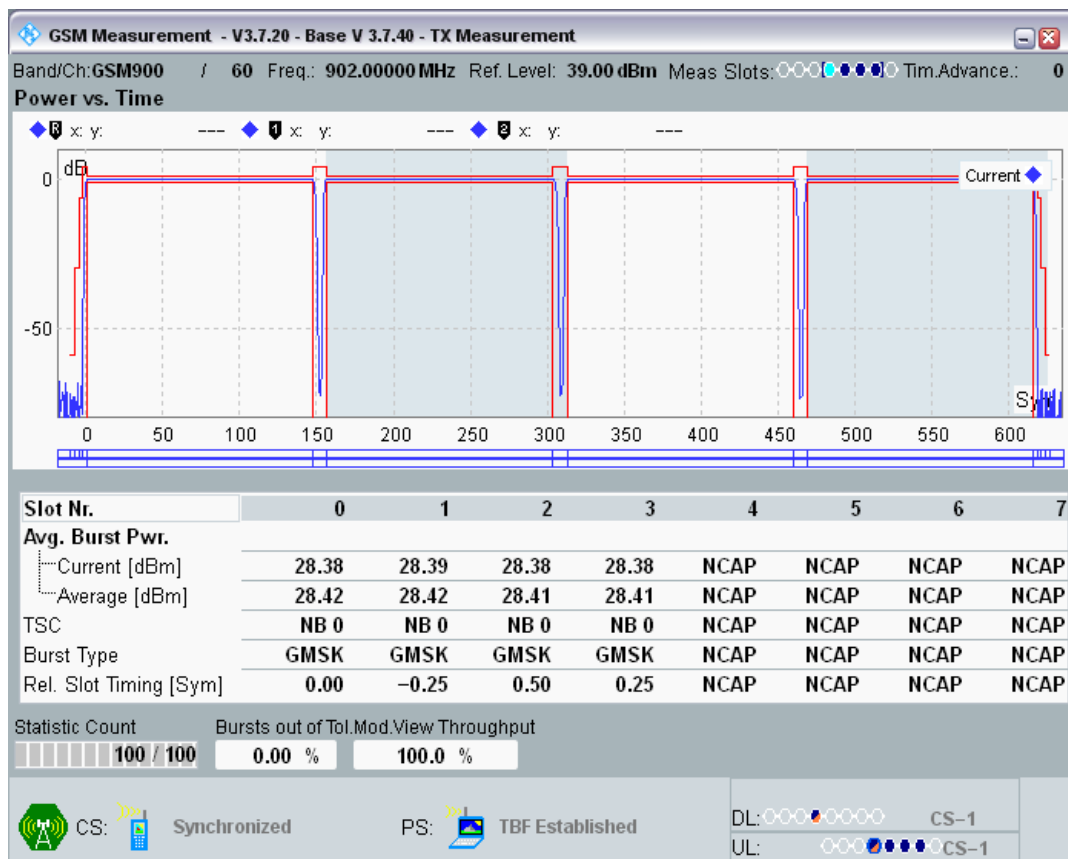 GSM Measurement - V3.7.20 - Base V 3.7.40 - TX Measurement
Band/Ch:GSM900 / 60 Freq.: 902.00000 MHz Ref. Level: 39.00 dBm Meas Slots: Tim.Advance.: 0
Power vs. Time
R x: y: --- 1 x: y: --- 2 x: y: ---
dB
0
Current
-50
0 50 100 150 200 250 300 350 400 450 500 550 600
Slot Nr. 0 1 2 3 4 5 6 7
Avg. Burst Pwr.
Current [dBm] 28.38 28.39 28.38 28.38 NCAP NCAP NCAP NCAP
Average [dBm] 28.42 28.42 28.41 28.41 NCAP NCAP NCAP NCAP
TSC NB 0 NB 0 NB 0 NB 0 NCAP NCAP NCAP NCAP
Burst Type GMSK GMSK GMSK GMSK NCAP NCAP NCAP NCAP
Rel. Slot Timing [Sym] 0.00 −0.25 0.50 0.25 NCAP NCAP NCAP NCAP
Statistic Count Bursts out of Tol. Mod.View Throughput
100 / 100 0.00 % 100.0 %
CS: Synchronized PS: TBF Established
DL: CS−1
UL: CS−1